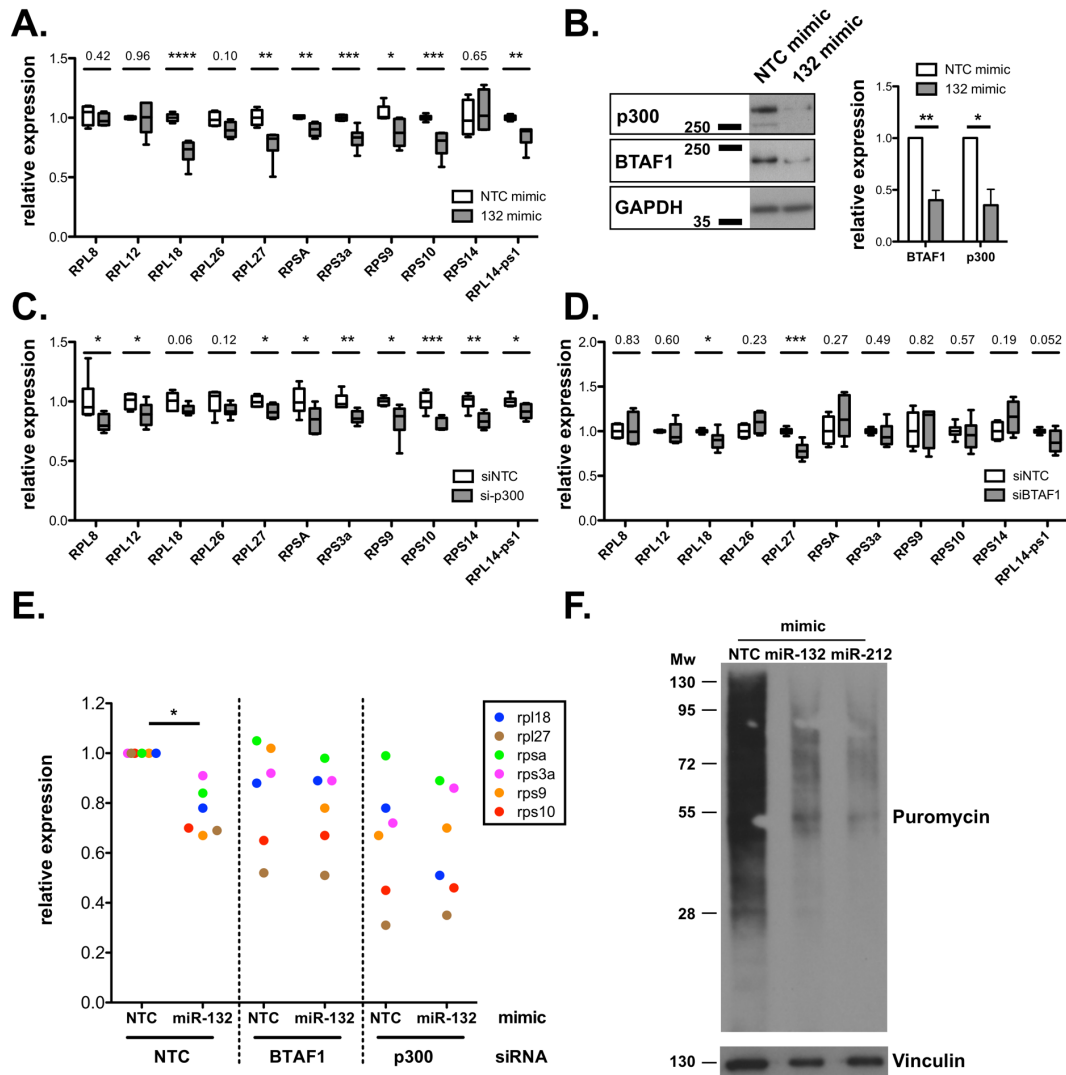 A.
0.42 0.96 **** 0.10 ** ** *** * *** 0.65 **
relative expression
1.5
1.0
0.5
0.0
NTC mimic
132 mimic
RPL8 RPL12 RPL18 RPL26 RPL27 RPSA RPS3a RPS9 RPS10 RPS14 RPL14-ps1
B.
NTC mimic
132 mimic
p300
250
250
BTAF1
GAPDH
35
NTC mimic
132 mimic
** *
relative expression
1.5
1.0
0.5
0.0
BTAF1 p300
C.
* * 0.06 0.12 * * ** * *** ** *
relative expression
1.5
1.0
0.5
0.0
siNTC
si-p300
RPL8 RPL12 RPL18 RPL26 RPL27 RPSA RPS3a RPS9 RPS10 RPS14 RPL14-ps1
D.
0.83 0.60 * 0.23 *** 0.27 0.49 0.82 0.57 0.19 0.052
relative expression
2.0
1.5
1.0
0.5
0.0
siNTC
siBTAF1
RPL8 RPL12 RPL18 RPL26 RPL27 RPSA RPS3a RPS9 RPS10 RPS14 RPL14-ps1
E.
relative expression
1.2
1.0
0.8
0.6
0.4
0.2
0.0
*
rpl18
rpl27
rpsa
rps3a
rps9
rps10
NTC miR-132 NTC miR-132 NTC miR-132 mimic
NTC BTAF1 p300 siRNA
F.
mimic
Mw NTC miR-132 miR-212
130
95
72
55
28
Puromycin
130
Vinculin